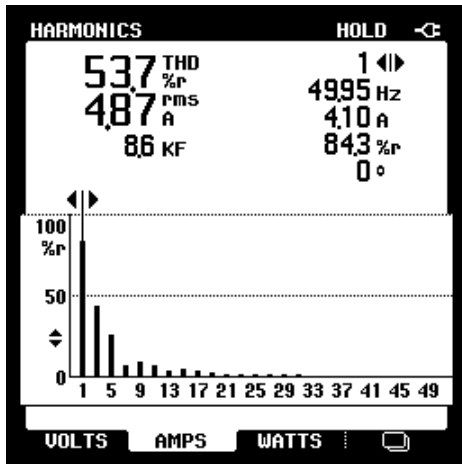 HARMONICS HOLD
53.7 THD %r
4.87 rms A
8.6 KF
1
49.95 Hz
4.10 A
84.3 %r
0 °
100
%r
50
0
1 5 9 13 17 21 25 29 33 37 41 45 49
VOLTS AMPS WATTS